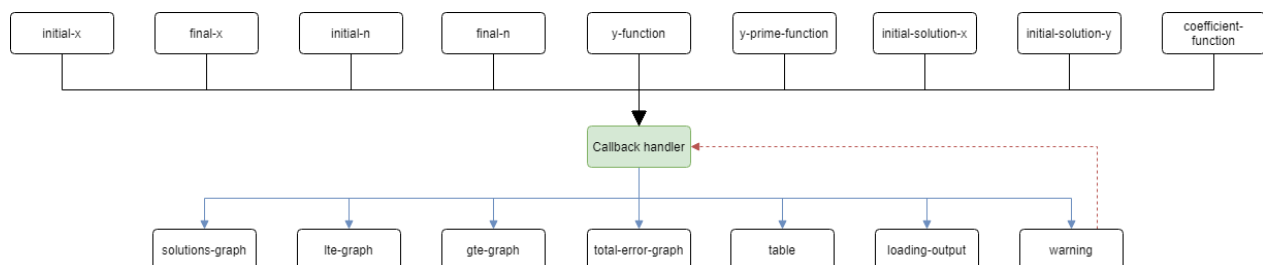 initial-x
final-x
initial-n
final-n
y-function
y-prime-function
initial-solution-x
initial-solution-y
coefficient-
function
Callback handler
solutions-graph
lte-graph
gte-graph
total-error-graph
table
loading-output
warning